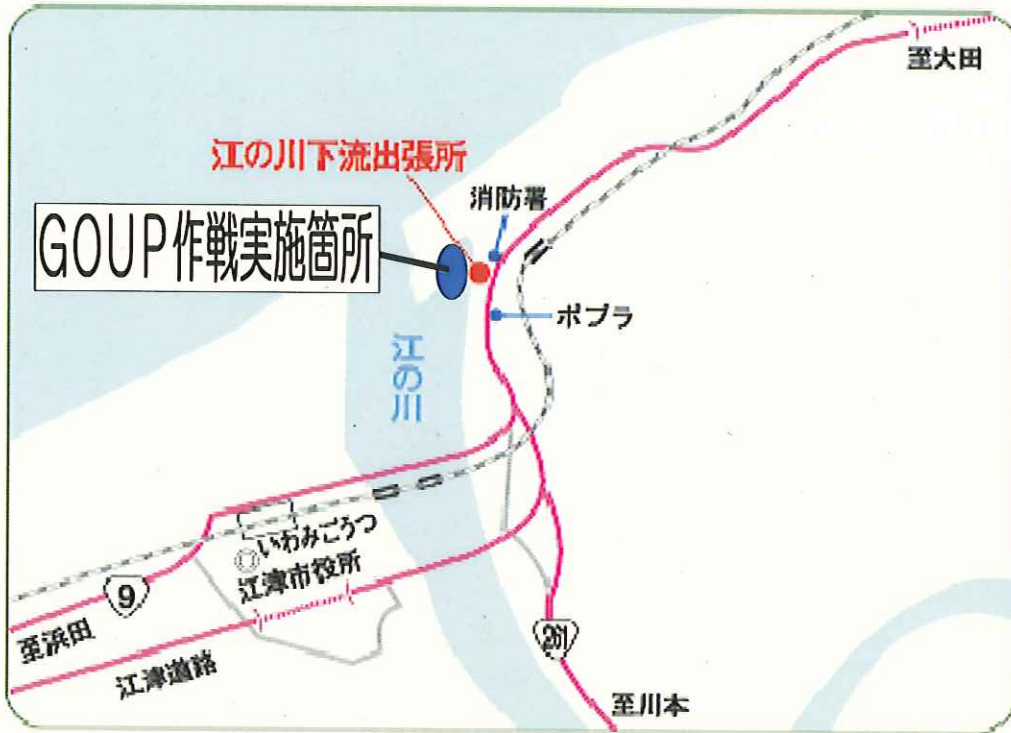 至大田
江の川下流出張所
消防署
GOUP作戦実施箇所
ポプラ
江の川
いわみごうつ
江津市役所
9
至浜田
江津道路
261
至川本